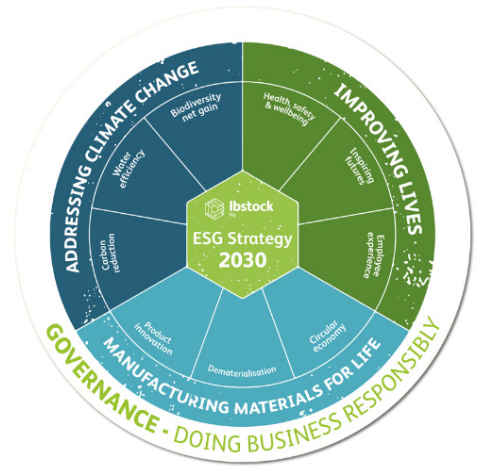 ADDRESSING CLIMATE CHANGE
Carbon
reduction
Water
efficiency
Biodiversity
net gain
IMPROVING LIVES
Health, safety
& wellbeing
Inspiring
futures
Employee
experience
MANUFACTURING MATERIALS FOR LIFE
Product
innovation
Dematerialisation
Circular
economy
Ibstock
Plc
ESG Strategy
2030
GOVERNANCE - DOING BUSINESS RESPONSIBLY